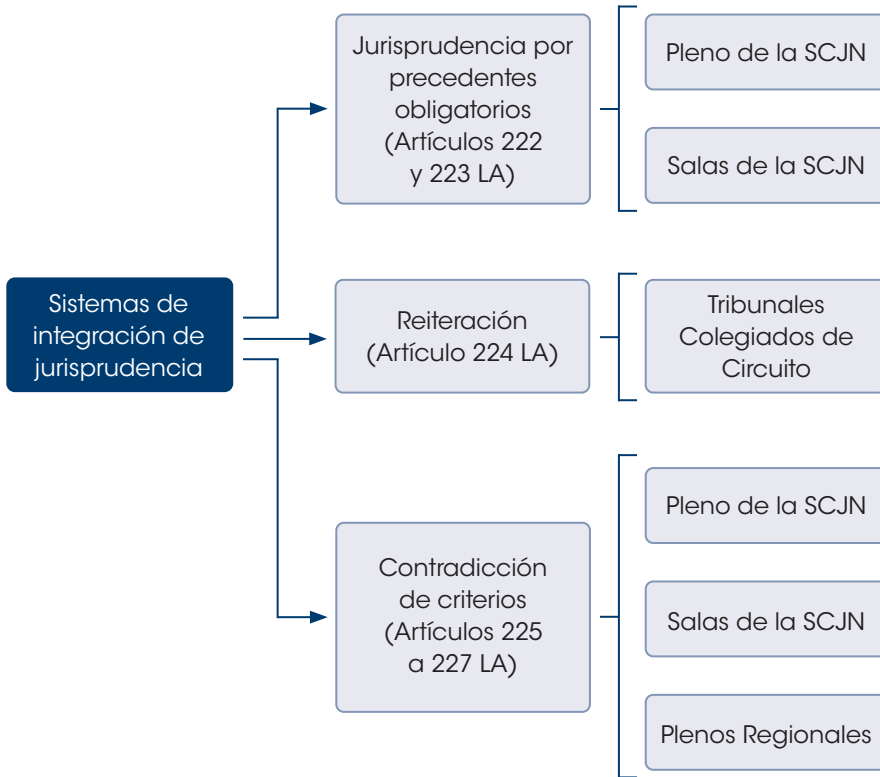 Sistemas de
integración de
jurisprudencia
Jurisprudencia por
precedentes
obligatorios
(Artículos 222
y 223 LA)
Pleno de la SCJN
Salas de la SCJN
Reiteración
(Artículo 224 LA)
Tribunales
Colegiados de
Circuito
Contradicción
de criterios
(Artículos 225
a 227 LA)
Pleno de la SCJN
Salas de la SCJN
Plenos Regionales